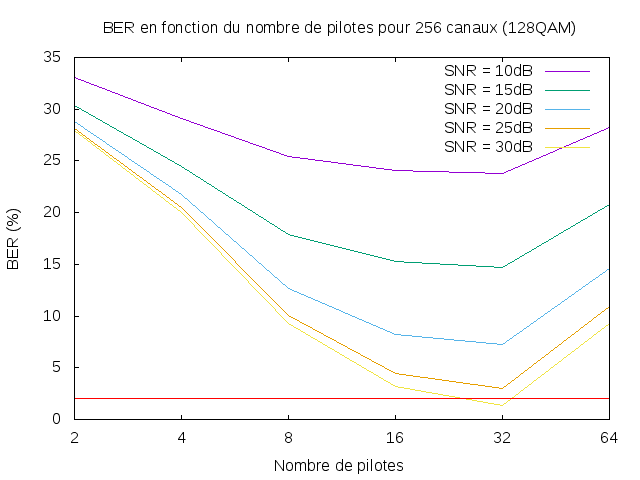 BER en fonction du nombre de pilotes pour 256 canaux (128QAM)
35
30
25
20
15
10
5
0
BER (%)
SNR = 10dB
SNR = 15dB
SNR = 20dB
SNR = 25dB
SNR = 30dB
2 4 8 16 32 64
Nombre de pilotes